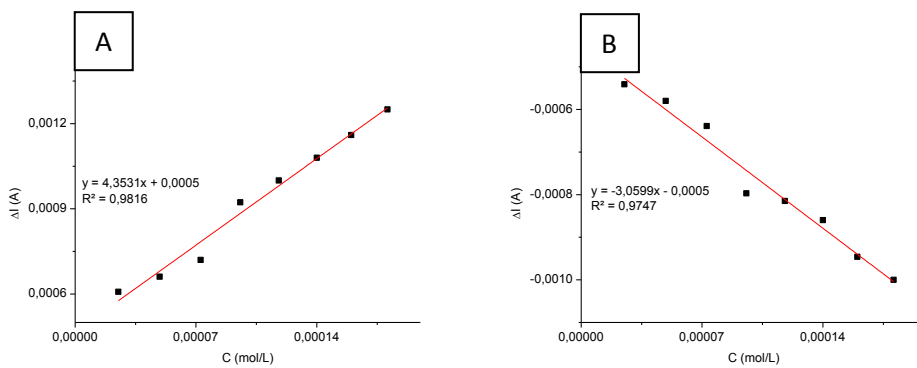 A
0,0012
0,0009
0,0006
ΔI (A)
y = 4,3531x + 0,0005
R² = 0,9816
0,00000
0,00007
0,00014
C (mol/L)
B
-0,0006
-0,0008
-0,0010
ΔI (A)
y = -3,0599x - 0,0005
R² = 0,9747
0,00000
0,00007
0,00014
C (mol/L)